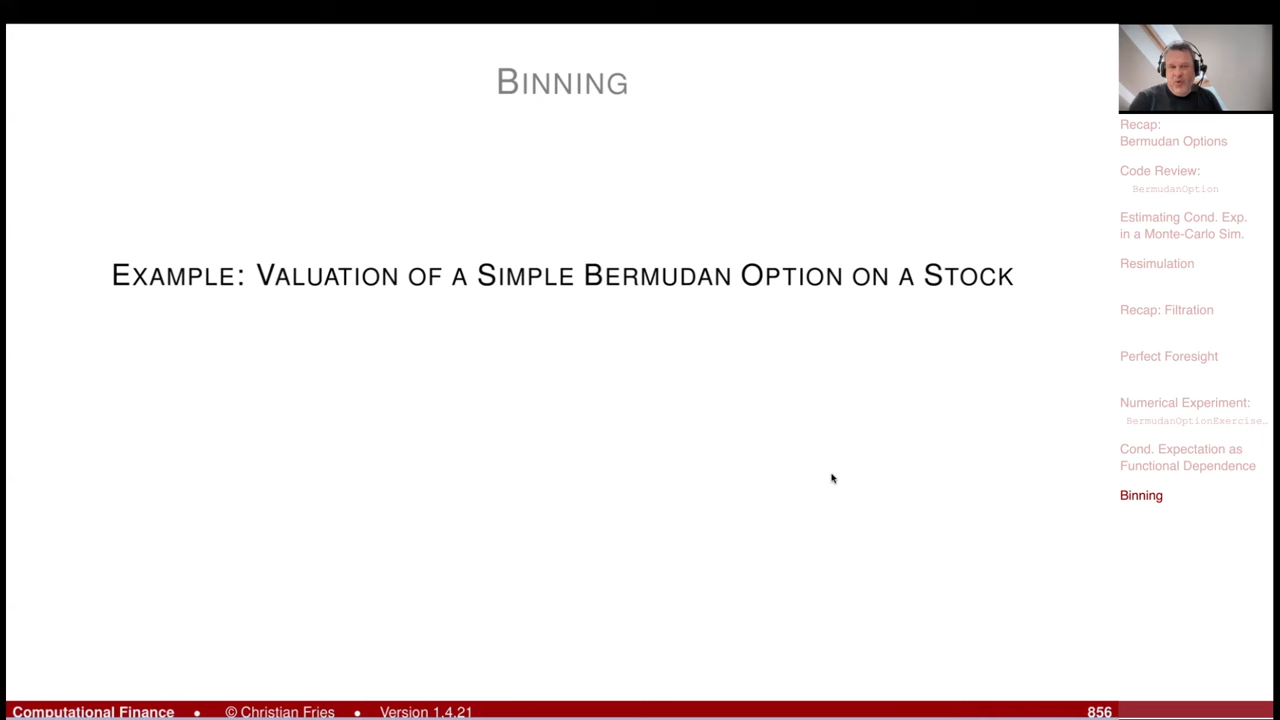 BINNING
EXAMPLE: VALUATION OF A SIMPLE BERMUDAN OPTION ON A STOCK
Recap:
Bermudan Options
Code Review:
BermudanOption
Estimating Cond. Exp.
in a Monte-Carlo Sim.
Resimulation
Recap: Filtration
Perfect Foresight
Numerical Experiment:
BermudanOptionExercise…
Cond. Expectation as
Functional Dependence
Binning
Computational Finance • © Christian Fries • Version 1.4.21 856